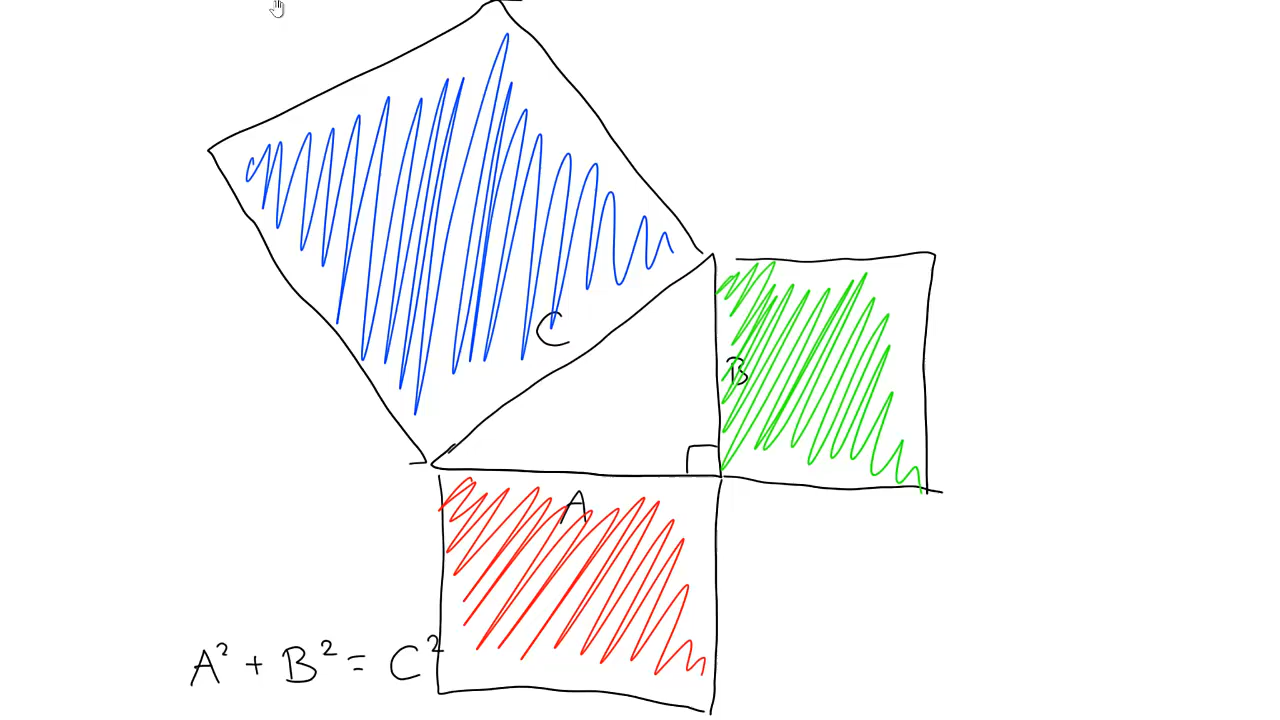 C
B
A
A² + B² = C²